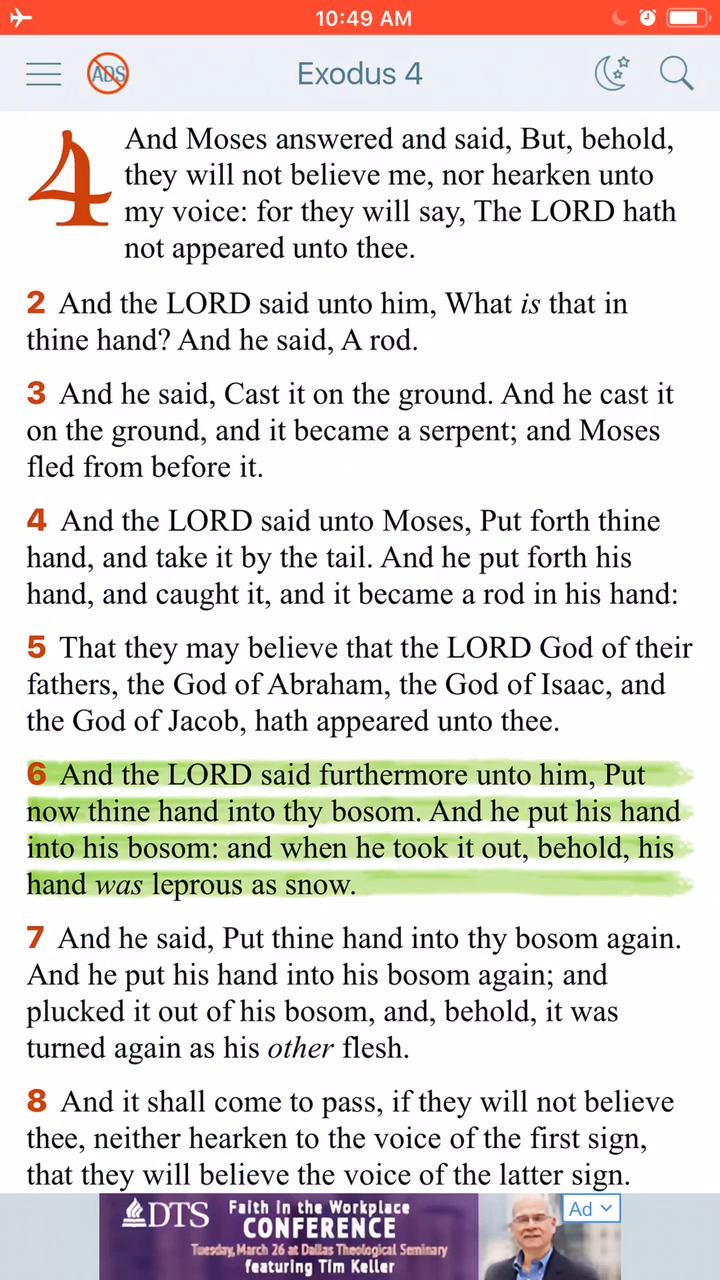 10:49 AM
ADS
Exodus 4
4 And Moses answered and said, But, behold,
they will not believe me, nor hearken unto
my voice: for they will say, The LORD hath
not appeared unto thee.
2 And the LORD said unto him, What is that in
thine hand? And he said, A rod.
3 And he said, Cast it on the ground. And he cast it
on the ground, and it became a serpent; and Moses
fled from before it.
4 And the LORD said unto Moses, Put forth thine
hand, and take it by the tail. And he put forth his
hand, and caught it, and it became a rod in his hand:
5 That they may believe that the LORD God of their
fathers, the God of Abraham, the God of Isaac, and
the God of Jacob, hath appeared unto thee.
6 And the LORD said furthermore unto him, Put
now thine hand into thy bosom. And he put his hand
into his bosom: and when he took it out, behold, his
hand was leprous as snow.
7 And he said, Put thine hand into thy bosom again.
And he put his hand into his bosom again; and
plucked it out of his bosom, and, behold, it was
turned again as his other flesh.
8 And it shall come to pass, if they will not believe
thee, neither hearken to the voice of the first sign,
that they will believe the voice of the latter sign.
DTS
Faith in the Workplace
CONFERENCE
Tuesday, March 26 at Dallas Theological Seminary
featuring Tim Keller
Ad